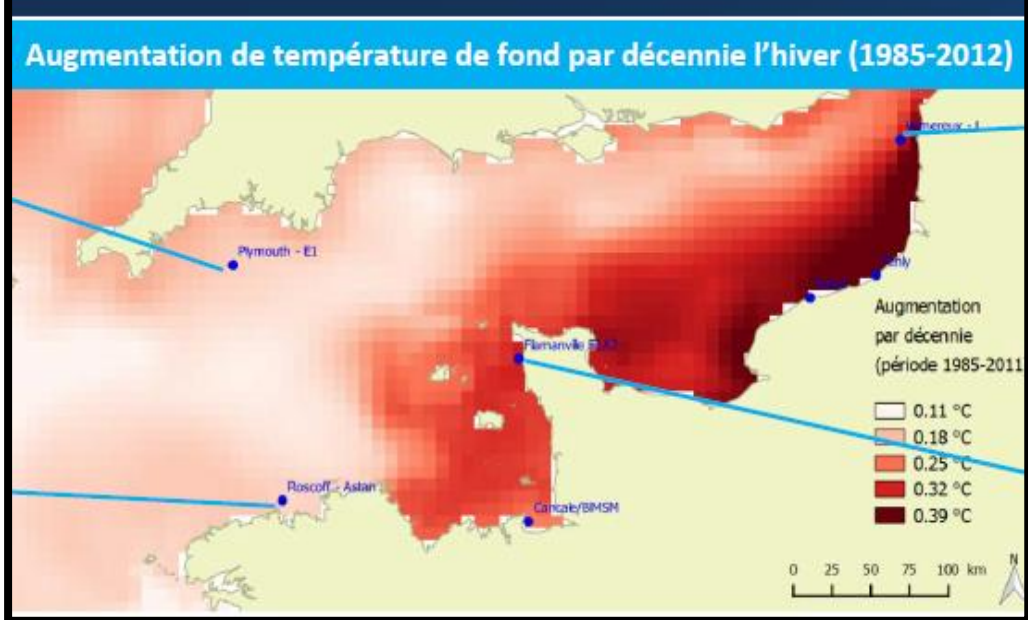 Augmentation de température de fond par décennie l'hiver (1985-2012)
Plymouth - E1
Flamanville
Roscoff - Astan
Cancale/BMSM
Augmentation
par décennie
(période 1985-2011
0.11 °C
0.18 °C
0.25 °C
0.32 °C
0.39 °C
0 25 50 75 100 km
N